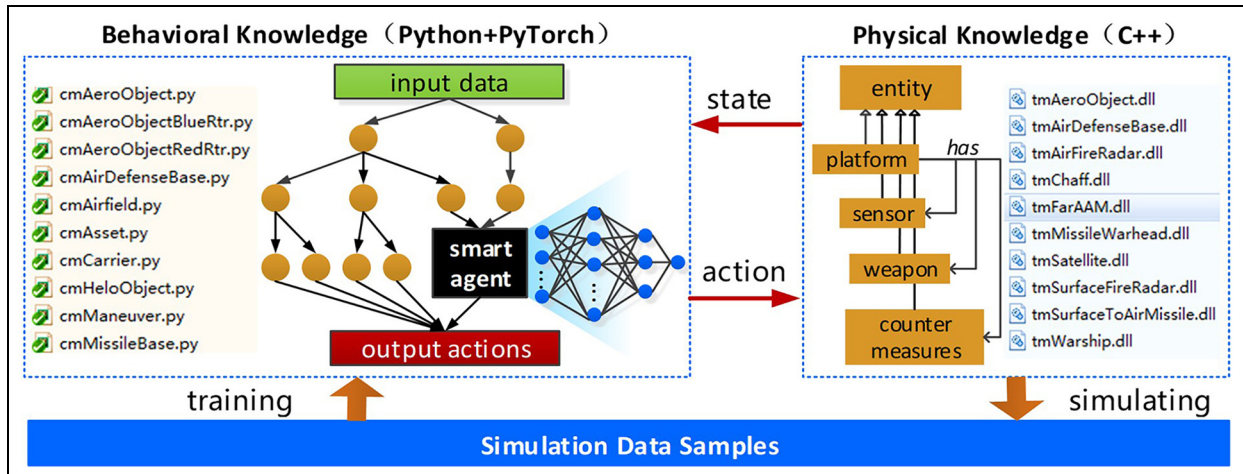 Behavioral Knowledge（Python+PyTorch）
cmAeroObject.py
cmAeroObjectBlueRtr.py
cmAeroObjectRedRtr.py
cmAirDefenseBase.py
cmAirfield.py
cmAsset.py
cmCarrier.py
cmHeloObject.py
cmManeuver.py
cmMissileBase.py
input data
smart
agent
output actions
state
action
Physical Knowledge（C++）
entity
platform
has
sensor
weapon
counter
measures
tmAeroObject.dll
tmAirDefenseBase.dll
tmAirFireRadar.dll
tmChaff.dll
tmFarAAM.dll
tmMissileWarhead.dll
tmSatellite.dll
tmSurfaceFireRadar.dll
tmSurfaceToAirMissile.dll
tmWarship.dll
training
simulating
Simulation Data Samples